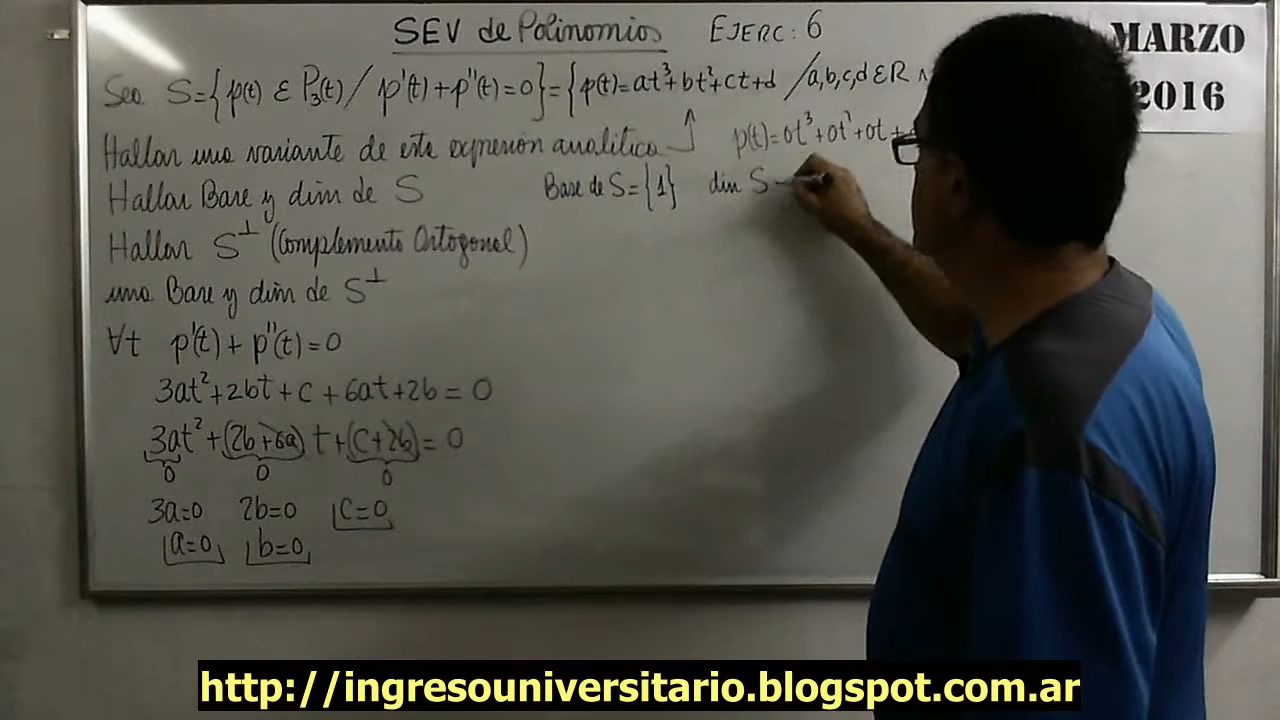 SEV de Polinomios EJERC: 6
MARZO
2016
Sea S={p(t) ∈ P₃(t) / p'(t)+p''(t)=0}={p(t)=at³+bt²+ct+d /a,b,c,d ∈ R ∧
Hallar una variante de esta expresión analítica
p(t)=0t³+0t²+0t+
Hallar Base y dim de S
Base de S={1} dim S
Hallar S⊥ (Complemento Ortogonal)
una Base y dim de S⊥
∀t p'(t)+p''(t)=0
3at²+2bt+c+6at+2b=0
3at²+(2b+6a)t+(c+2b)=0
0 0 0
3a=0 2b=0 c=0
a=0 b=0
http://ingresouniversitario.blogspot.com.ar